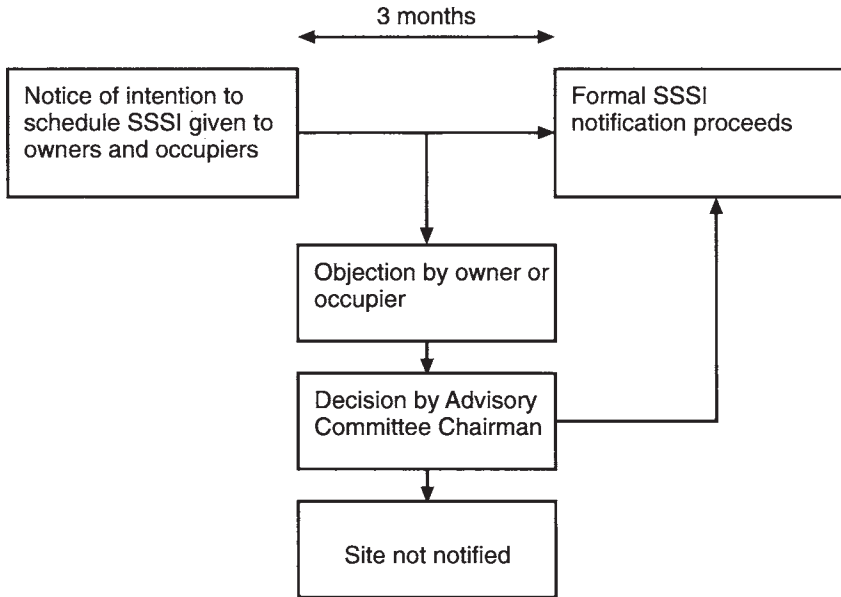 3 months
Notice of intention to
schedule SSSI given to
owners and occupiers
Formal SSSI
notification proceeds
Objection by owner or
occupier
Decision by Advisory
Committee Chairman
Site not notified